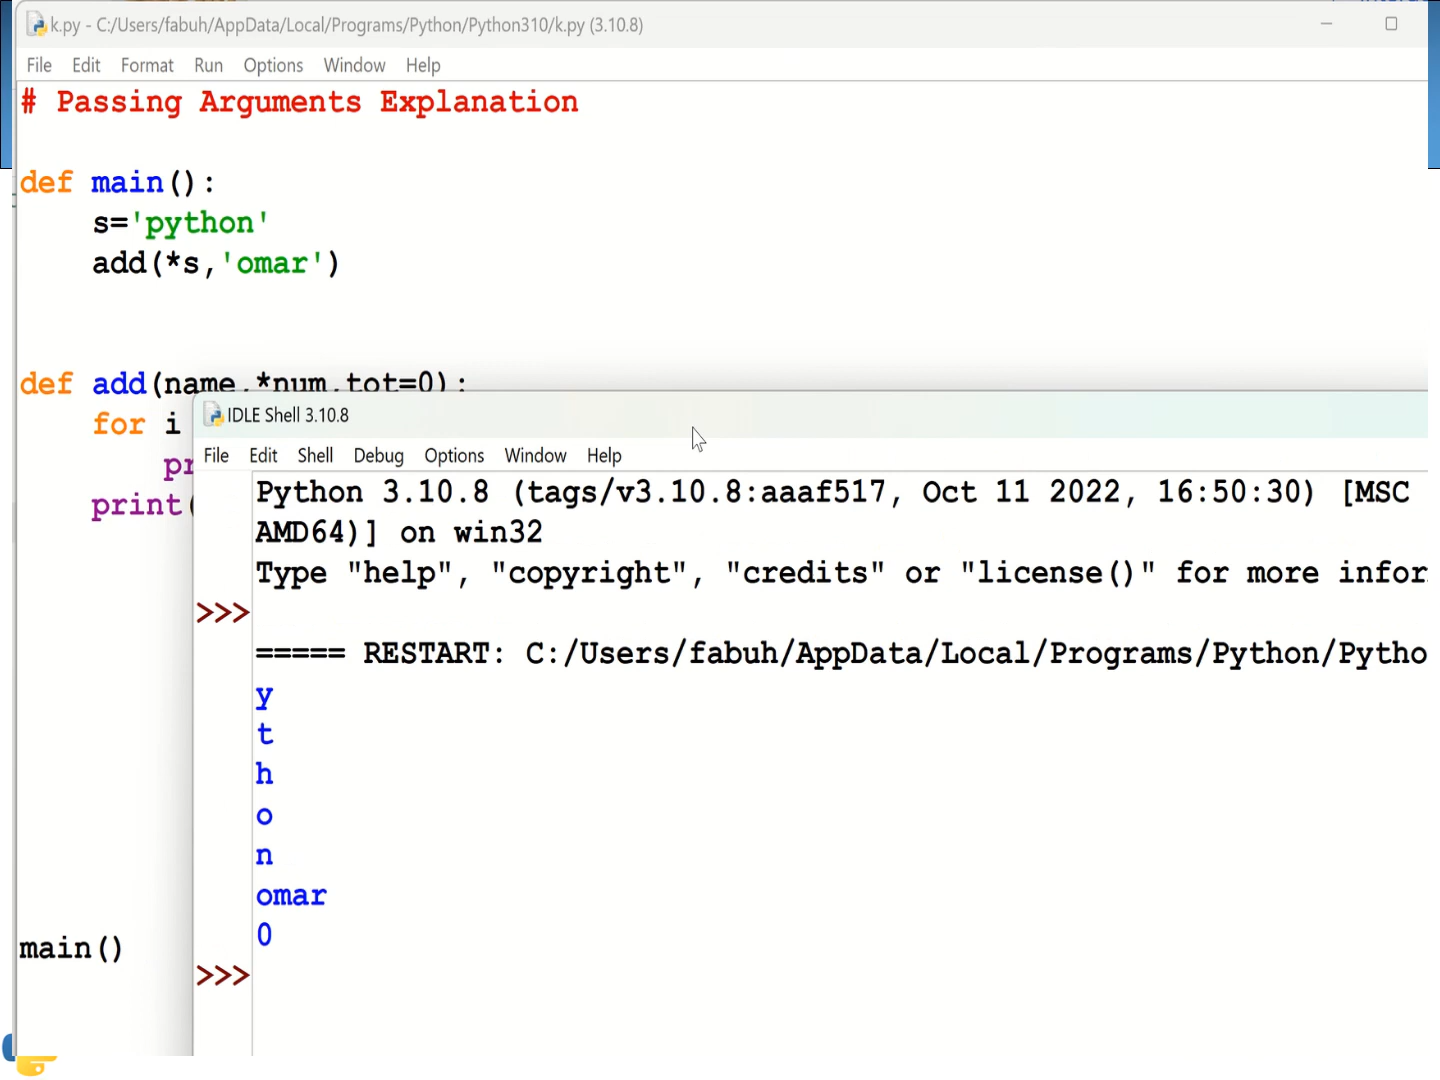 k.py - C:/Users/fabuh/AppData/Local/Programs/Python/Python310/k.py (3.10.8)
File Edit Format Run Options Window Help
# Passing Arguments Explanation
def main():
s='python'
add(*s,'omar')
def add(name,*num,tot=0):
for i
pr
print(
main()
IDLE Shell 3.10.8
File Edit Shell Debug Options Window Help
Python 3.10.8 (tags/v3.10.8:aaaf517, Oct 11 2022, 16:50:30) [MSC
AMD64)] on win32
Type "help", "copyright", "credits" or "license()" for more infor
>>>
===== RESTART: C:/Users/fabuh/AppData/Local/Programs/Python/Pytho
y
t
h
o
n
omar
0
>>>